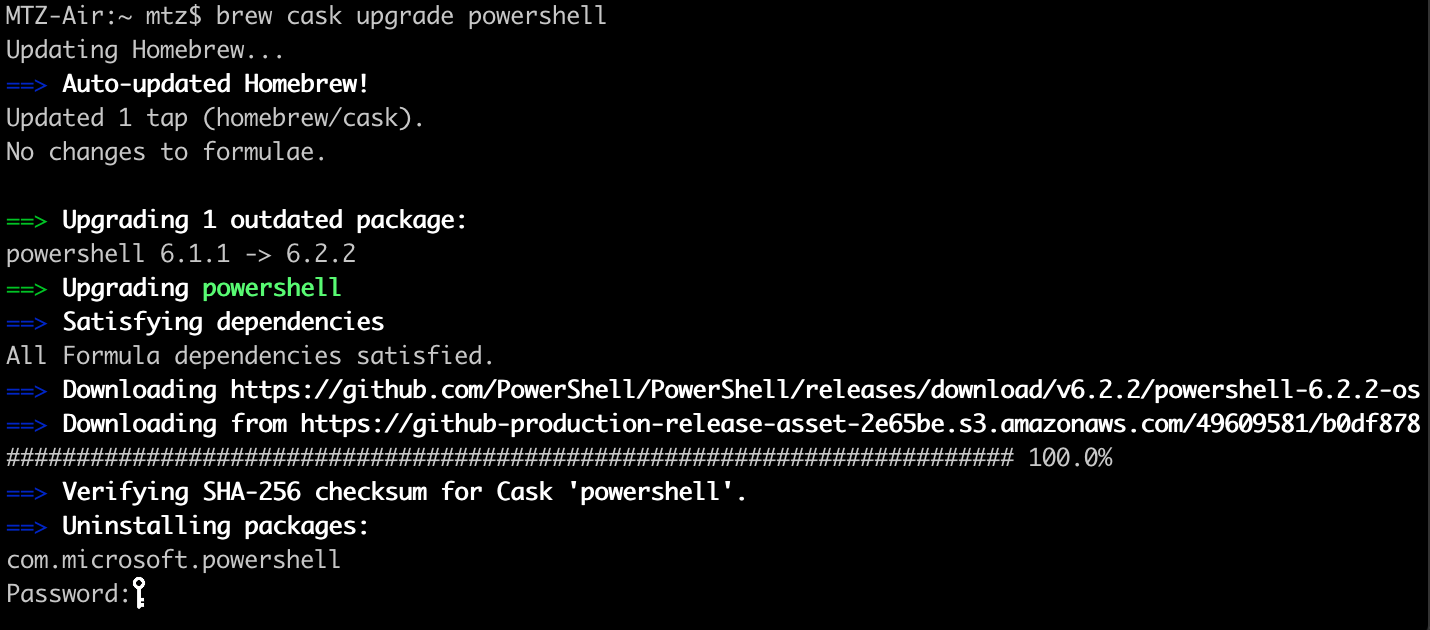 MTZ-Air:~ mtz$ brew cask upgrade powershell
Updating Homebrew...
==> Auto-updated Homebrew!
Updated 1 tap (homebrew/cask).
No changes to formulae.
==> Upgrading 1 outdated package:
powershell 6.1.1 -> 6.2.2
==> Upgrading powershell
==> Satisfying dependencies
All Formula dependencies satisfied.
==> Downloading https://github.com/PowerShell/PowerShell/releases/download/v6.2.2/powershell-6.2.2-os
==> Downloading from https://github-production-release-asset-2e65be.s3.amazonaws.com/49609581/b0df878
######################################################################## 100.0%
==> Verifying SHA-256 checksum for Cask 'powershell'.
==> Uninstalling packages:
com.microsoft.powershell
Password: